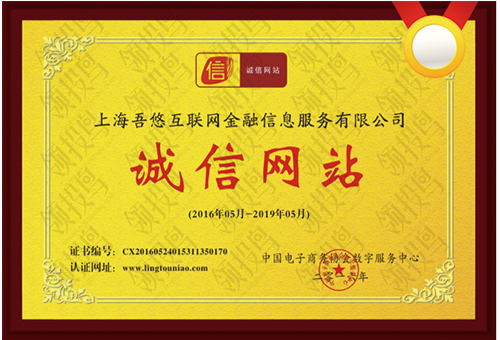 信 诚信网站
上海吾悠互联网金融信息服务有限公司
诚信网站
(2016年05月-2019年05月)
证书编号：CX20160524015311350170
认证网址：www.lingtouniao.com
中国电子商务协会数字服务中心
二〇一六年
领投鸟